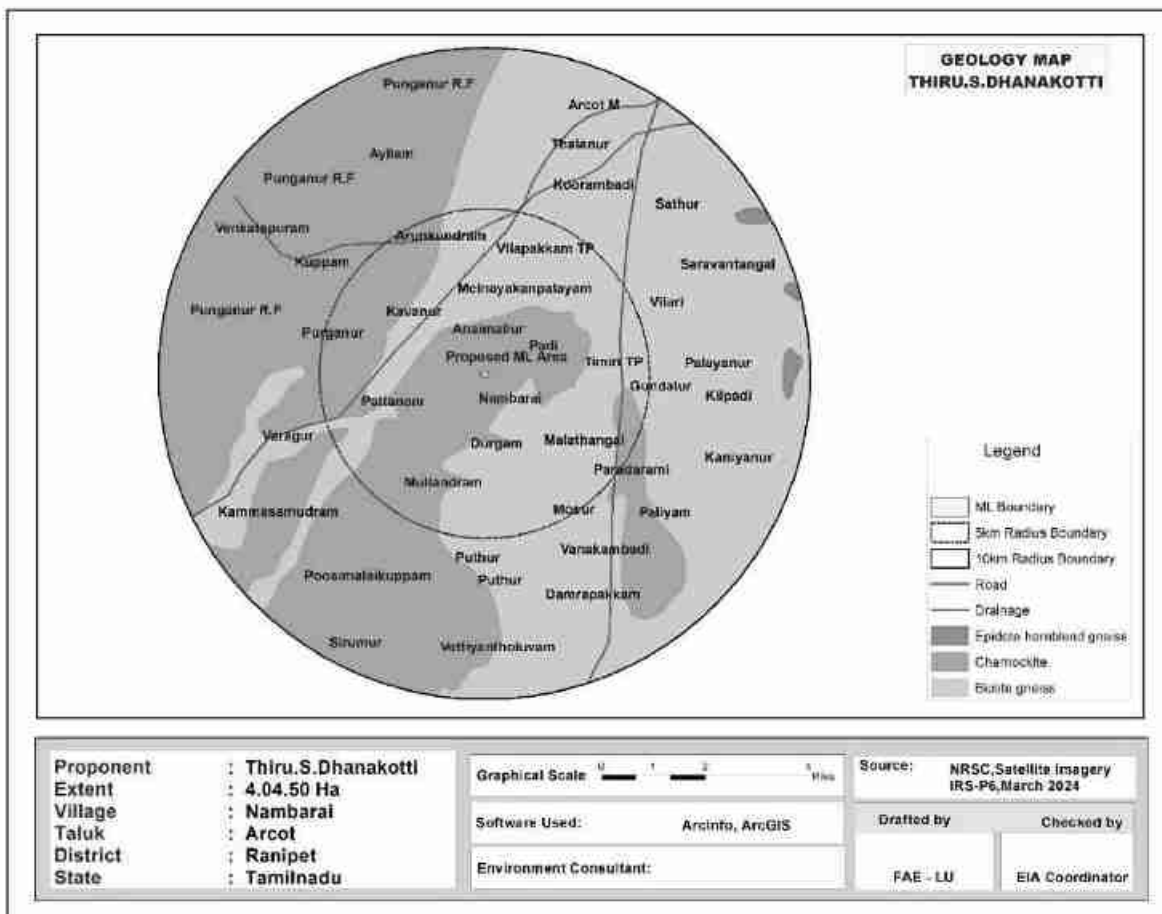 GEOLOGY MAP
THIRU.S.DHANAKOTTI
Punganur R.F
Arcot M
Thalanur
Ayilam
Punganur R.F
Koorambadi
Sathur
Venkatapuram
Arunkundram
Vilapakkam TP
Kuppam
Saravantangal
Melnayakanpalayam
Vilari
Punganur R.F
Kavanur
Punganur
Anaimallur
Padi
Proposed ML Area
Timiri TP
Palayanur
Gundalur
Kilpadi
Nambarai
Pattanam
Veragur
Durgam
Malathangal
Kaniyanur
Paradarami
Mullandram
Kammasamudram
Mosur
Paliyam
Vanakambadi
Puthur
Poosimalaikuppam
Puthur
Damrapakkam
Sirumur
Vethiyantholuvam
Legend
ML Boundary
5km Radius Boundary
10km Radius Boundary
Road
Drainage
Epidote hornblend gneiss
Charnockite
Biotite gneiss
Proponent : Thiru.S.Dhanakotti
Extent : 4.04.50 Ha
Village : Nambarai
Taluk : Arcot
District : Ranipet
State : Tamilnadu
Graphical Scale 0 1 2 4 Miles
Software Used: Arcinfo, ArcGIS
Environment Consultant:
Source: NRSC,Satellite Imagery
IRS-P6,March 2024
Drafted by Checked by
FAE - LU EIA Coordinator